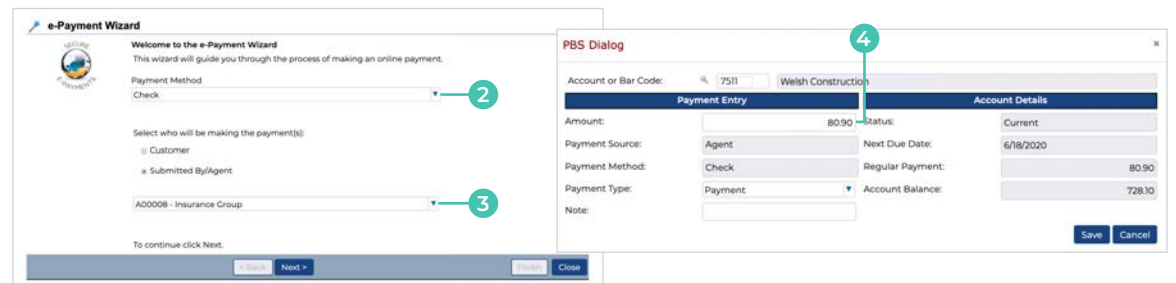 e-Payment Wizard
SECURE
E-PAYMENTS
Welcome to the e-Payment Wizard
This wizard will guide you through the process of making an online payment.
Payment Method
Check
2
Select who will be making the payment(s):
Customer
Submitted By/Agent
A00008 - Insurance Group
3
To continue click Next.
< Back Next > Finish Close
PBS Dialog
×
4
Account or Bar Code: 7511 Welsh Construction
Payment Entry Account Details
Amount: 80.90 Status: Current
Payment Source: Agent Next Due Date: 6/18/2020
Payment Method: Check Regular Payment: 80.90
Payment Type: Payment Account Balance: 728.10
Note:
Save Cancel